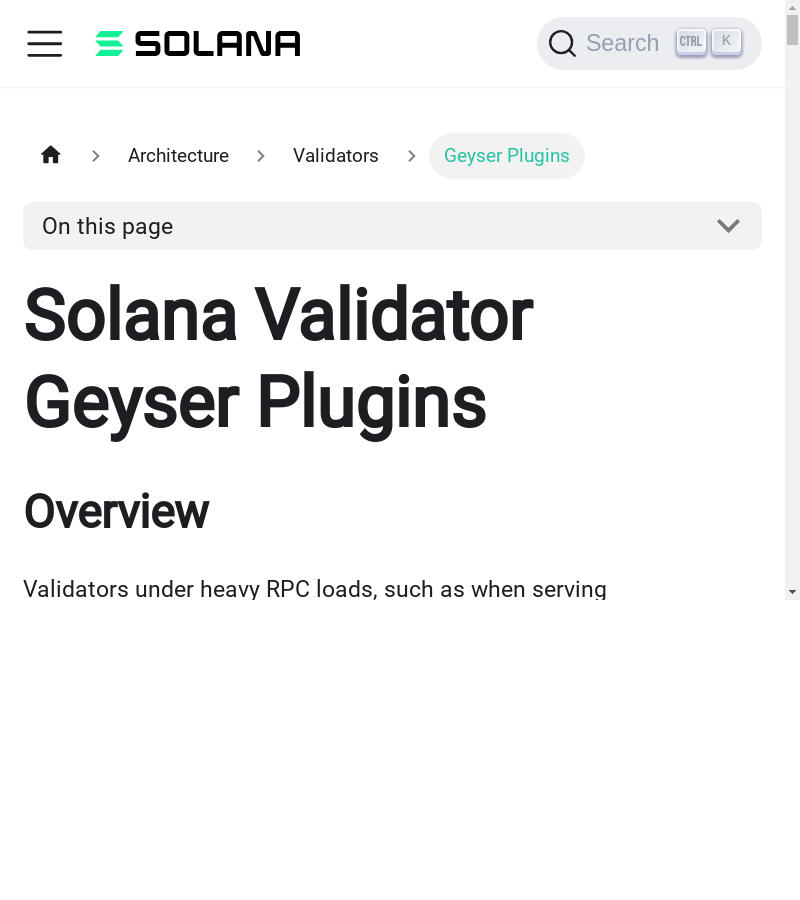 SOLANA
Search CTRL K
Architecture Validators Geyser Plugins
On this page
Solana Validator
Geyser Plugins
Overview
Validators under heavy RPC loads, such as when serving